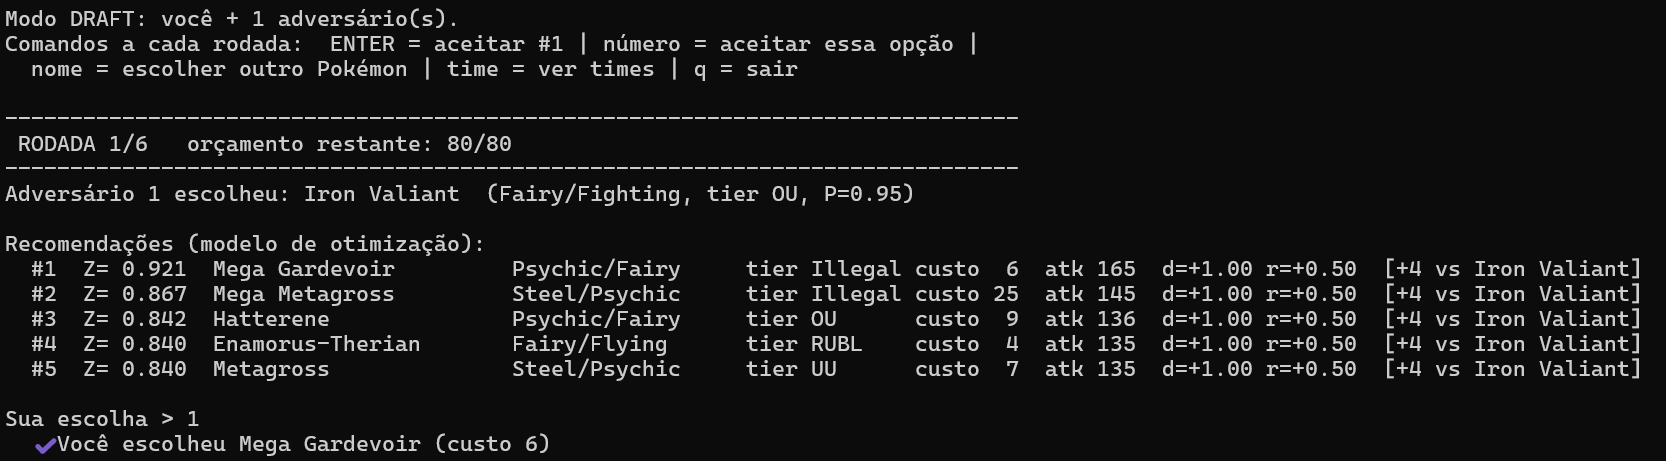 Modo DRAFT: você + 1 adversário(s).
Comandos a cada rodada:  ENTER = aceitar #1 | número = aceitar essa opção |
  nome = escolher outro Pokémon | time = ver times | q = sair
------------------------------------------------------------------------------
 RODADA 1/6   orçamento restante: 80/80
------------------------------------------------------------------------------
Adversário 1 escolheu: Iron Valiant  (Fairy/Fighting, tier OU, P=0.95)
Recomendações (modelo de otimização):
  #1  Z= 0.921  Mega Gardevoir         Psychic/Fairy     tier Illegal custo  6  atk 165  d=+1.00 r=+0.50  [+4 vs Iron Valiant]
  #2  Z= 0.867  Mega Metagross         Steel/Psychic     tier Illegal custo 25  atk 145  d=+1.00 r=+0.50  [+4 vs Iron Valiant]
  #3  Z= 0.842  Hatterene              Psychic/Fairy     tier OU      custo  9  atk 136  d=+1.00 r=+0.50  [+4 vs Iron Valiant]
  #4  Z= 0.840  Enamorus-Therian       Fairy/Flying      tier RUBL    custo  4  atk 135  d=+1.00 r=+0.50  [+4 vs Iron Valiant]
  #5  Z= 0.840  Metagross              Steel/Psychic     tier UU      custo  7  atk 135  d=+1.00 r=+0.50  [+4 vs Iron Valiant]
Sua escolha > 1
  ✔Você escolheu Mega Gardevoir (custo 6)